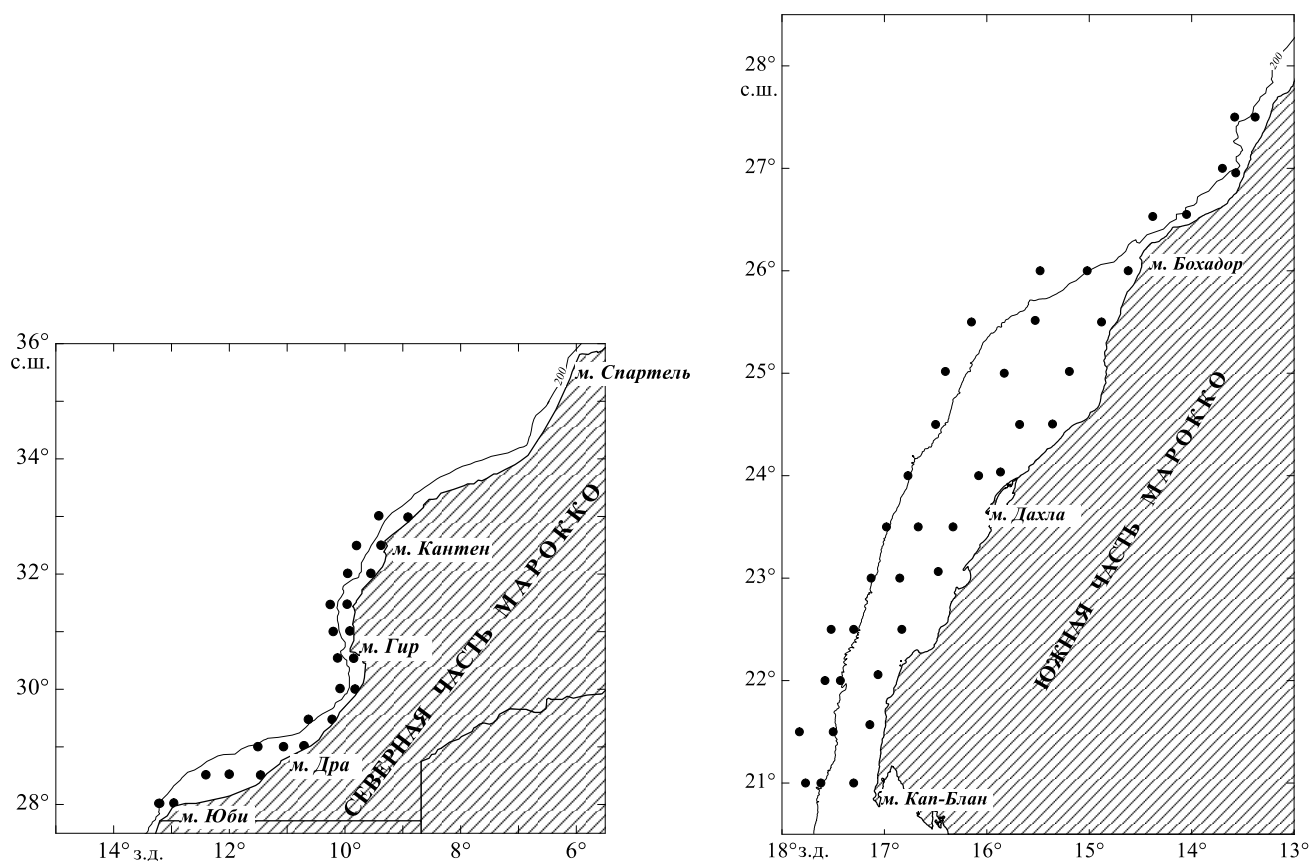 36°
с.ш.
34°
32°
30°
28°
14°
з.д.
12°
10°
8°
6°
200
м. Спартель
м. Кантен
м. Гир
м. Дра
м. Юби
СЕВЕРНАЯ ЧАСТЬ МАРОККО
28°
с.ш.
27°
26°
25°
24°
23°
22°
21°
18°
з.д.
17°
16°
15°
14°
13°
200
м. Бохадор
м. Дахла
м. Кап-Блан
ЮЖНАЯ ЧАСТЬ МАРОККО